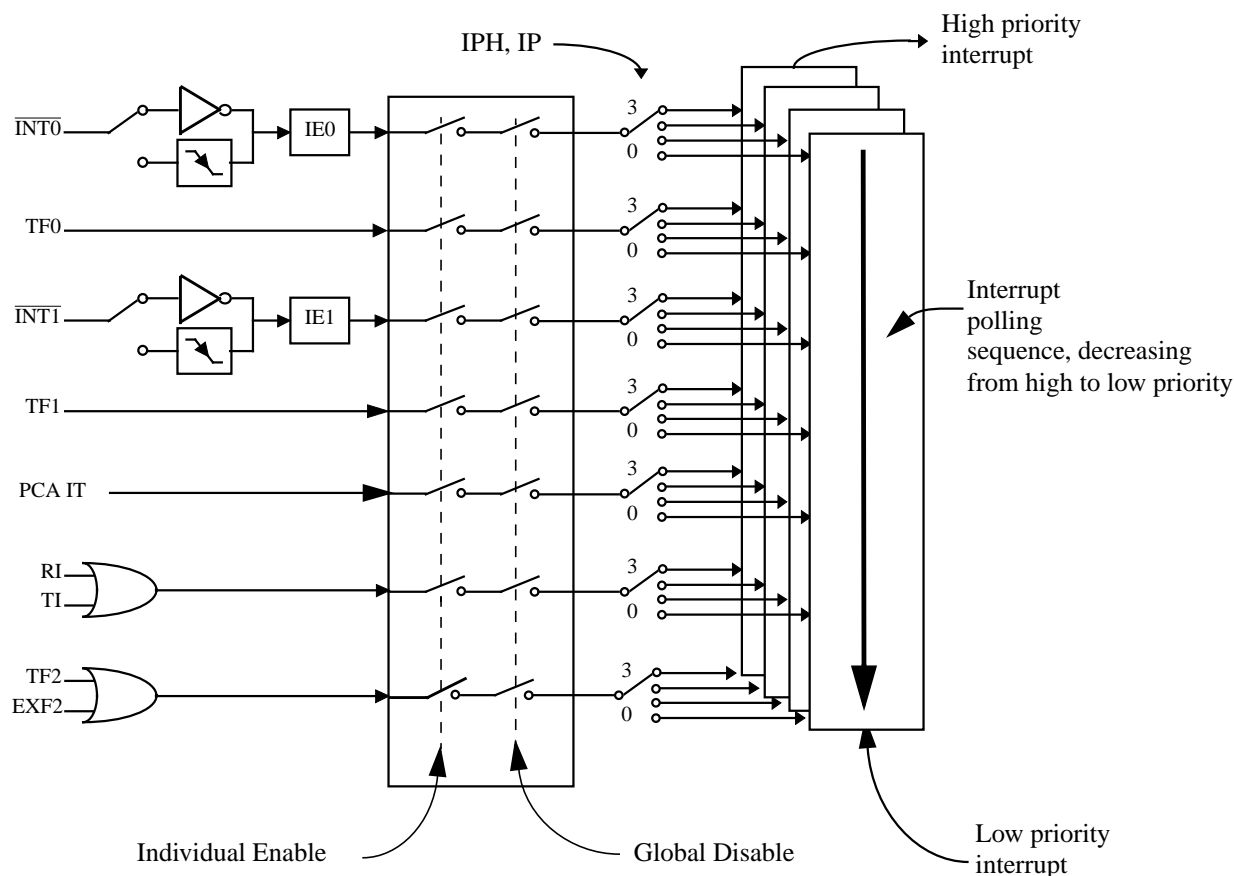 IPH, IP
High priority
interrupt
INT0
IE0
3
0
TF0
3
0
INT1
IE1
3
0
Interrupt
polling
sequence, decreasing
from high to low priority
TF1
3
0
PCA IT
3
0
RI
TI
3
0
TF2
EXF2
3
0
Individual Enable
Global Disable
Low priority
interrupt